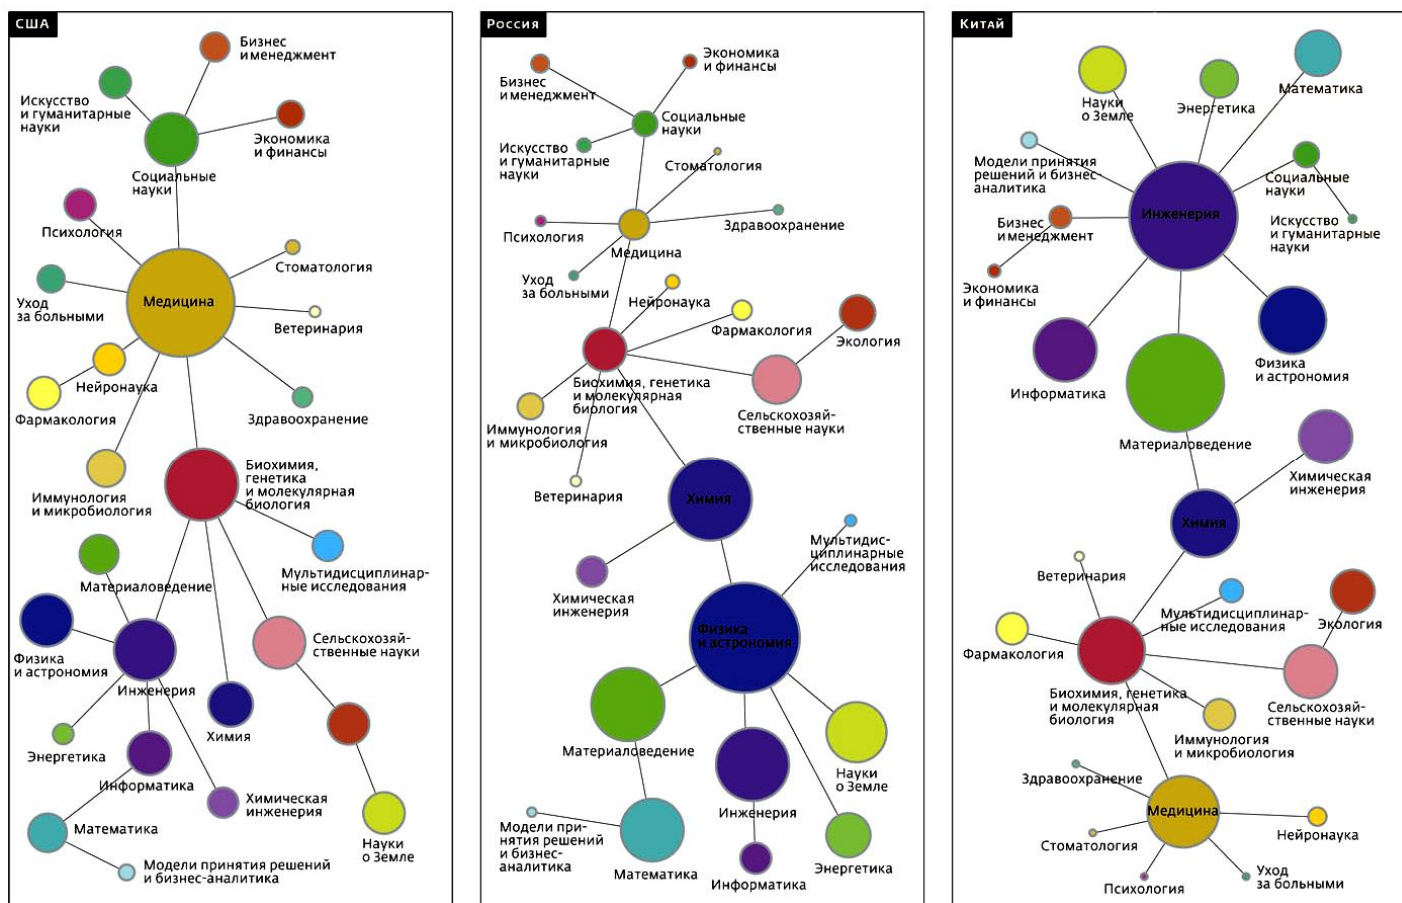 США
Бизнес
и менеджмент
Искусство
и гуманитарные
науки
Экономика
и финансы
Социальные
науки
Психология
Стоматология
Уход
за больными
Медицина
Ветеринария
Нейронаука
Фармакология
Здравоохранение
Иммунология
и микробиология
Биохимия,
генетика
и молекулярная
биология
Материаловедение
Мультидисциплинар-
ные исследования
Физика
и астрономия
Инженерия
Сельскохозяй-
ственные науки
Энергетика
Информатика
Химия
Химическая
инженерия
Математика
Науки
о Земле
Модели принятия решений
и бизнес-аналитика
Россия
Экономика
и финансы
Бизнес
и менеджмент
Социальные
науки
Искусство
и гуманитарные
науки
Стоматология
Психология
Здравоохранение
Медицина
Уход
за больными
Нейронаука
Фармакология
Экология
Биохимия, генетика
и молекулярная
биология
Сельскохозяй-
ственные науки
Иммунология
и микробиология
Ветеринария
Химия
Мультидис-
циплинарные
исследования
Химическая
инженерия
Физика
и астрономия
Материаловедение
Науки
о Земле
Инженерия
Модели при-
нятия решений
и бизнес-
аналитика
Математика
Информатика
Энергетика
Китай
Науки
о Земле
Энергетика
Математика
Модели принятия
решений и бизнес-
аналитика
Социальные
науки
Инженерия
Бизнес
и менеджмент
Искусство
и гуманитарные
науки
Экономика
и финансы
Информатика
Физика
и астрономия
Материаловедение
Химическая
инженерия
Химия
Ветеринария
Мультидисциплинар-
ные исследования
Экология
Фармакология
Биохимия, генетика
и молекулярная
биология
Сельскохозяй-
ственные науки
Иммунология
и микробиология
Здравоохранение
Медицина
Нейронаука
Стоматология
Психология
Уход
за больными